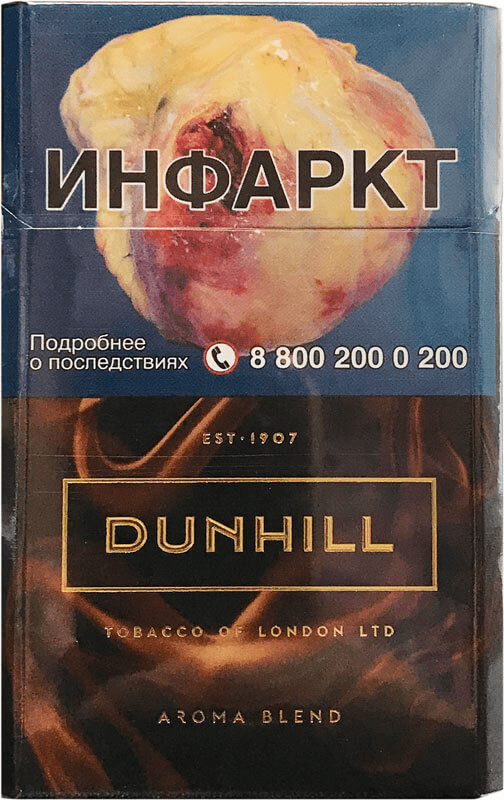 ИНФАРКТ
Подробнее
о последствиях 8 800 200 0 200
EST·1907
DUNHILL
TOBACCO OF LONDON LTD
AROMA BLEND